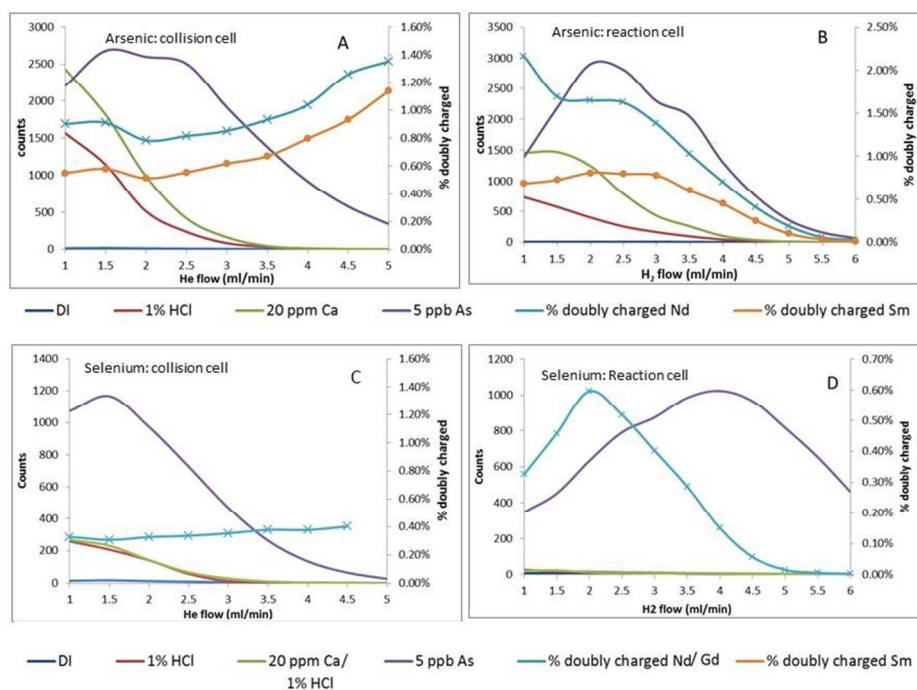 Arsenic: collision cell
A
counts
3000
2500
2000
1500
1000
500
0
1 1.5 2 2.5 3 3.5 4 4.5 5
He flow (ml/min)
1.60%
1.40%
1.20%
1.00%
0.80%
0.60%
0.40%
0.20%
0.00%
% doubly charged
Arsenic: reaction cell
B
counts
3500
3000
2500
2000
1500
1000
500
0
1 1.5 2 2.5 3 3.5 4 4.5 5 5.5 6
H₂ flow (ml/min)
2.50%
2.00%
1.50%
1.00%
0.50%
0.00%
% doubly charged
DI 1% HCl 20 ppm Ca 5 ppb As % doubly charged Nd % doubly charged Sm
Selenium: collision cell
C
Counts
1400
1200
1000
800
600
400
200
0
1 1.5 2 2.5 3 3.5 4 4.5 5
He flow (ml/min)
1.60%
1.40%
1.20%
1.00%
0.80%
0.60%
0.40%
0.20%
0.00%
% doubly charged
Selenium: Reaction cell
D
Counts
1200
1000
800
600
400
200
0
1 1.5 2 2.5 3 3.5 4 4.5 5 5.5 6
H2 flow (ml/min)
0.70%
0.60%
0.50%
0.40%
0.30%
0.20%
0.10%
0.00%
% doubly charged
DI 1% HCl 20 ppm Ca/ 5 ppb As % doubly charged Nd/ Gd % doubly charged Sm
1% HCl